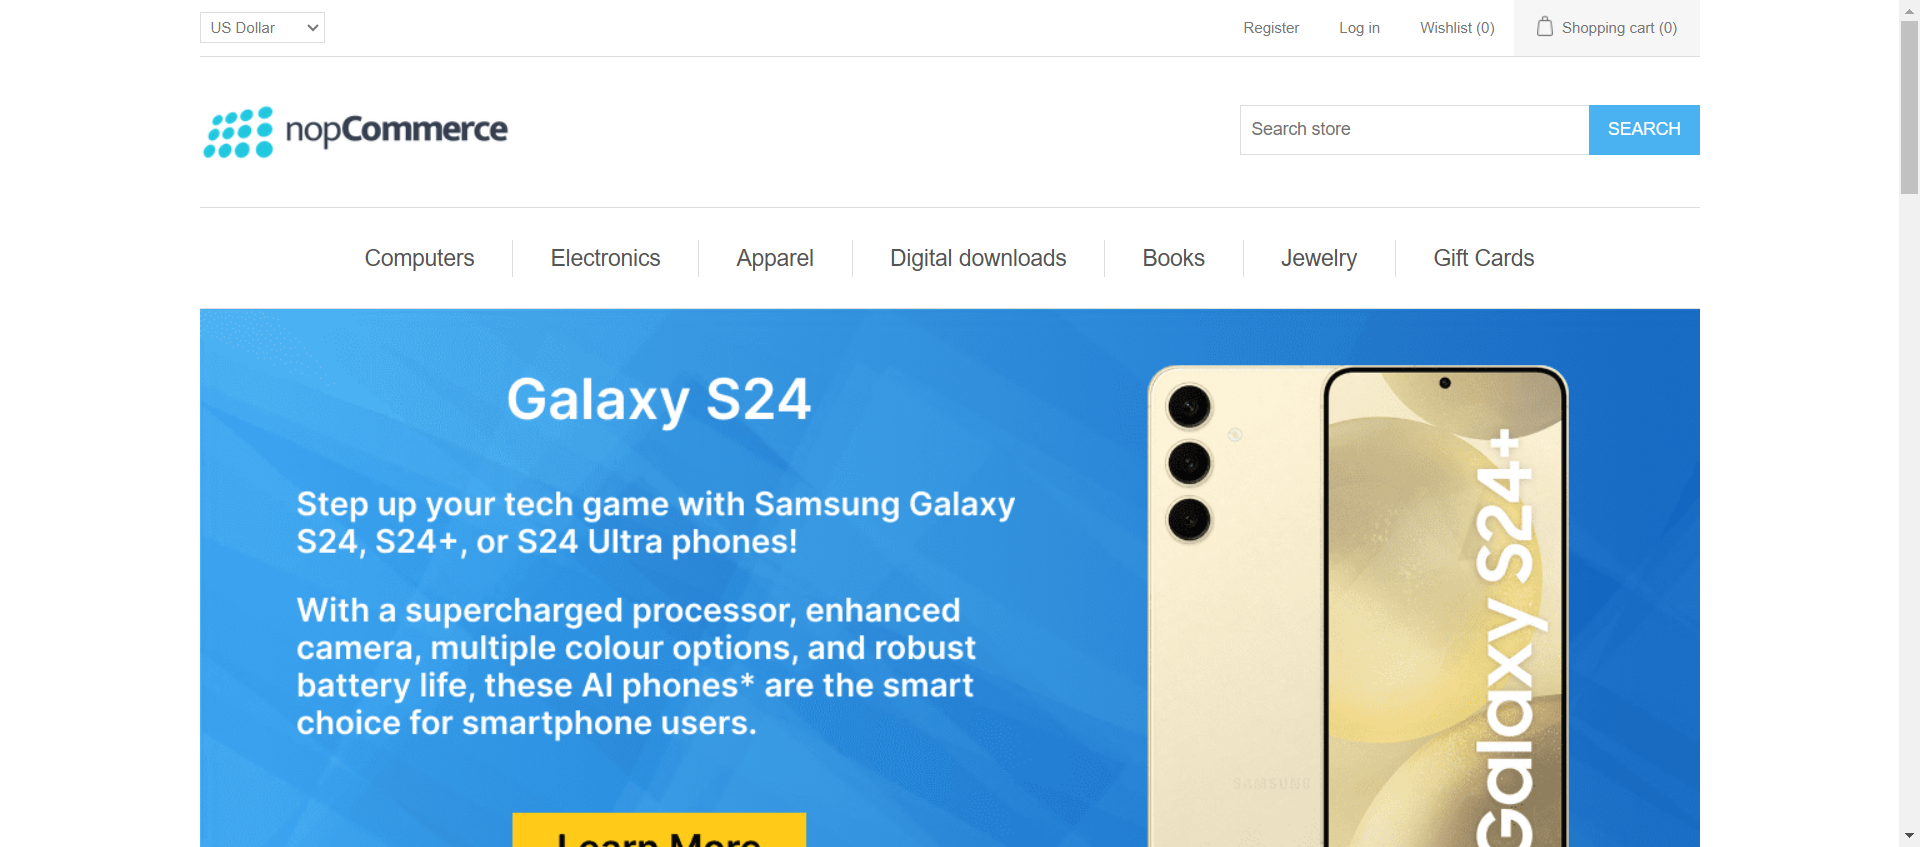 US Dollar
Register
Log in
Wishlist (0)
Shopping cart (0)
nopCommerce
Search store
SEARCH
Computers
Electronics
Apparel
Digital downloads
Books
Jewelry
Gift Cards
Galaxy S24
Step up your tech game with Samsung Galaxy
S24, S24+, or S24 Ultra phones!
With a supercharged processor, enhanced
camera, multiple colour options, and robust
battery life, these AI phones* are the smart
choice for smartphone users.
Learn More
SAMSUNG
Galaxy S24+